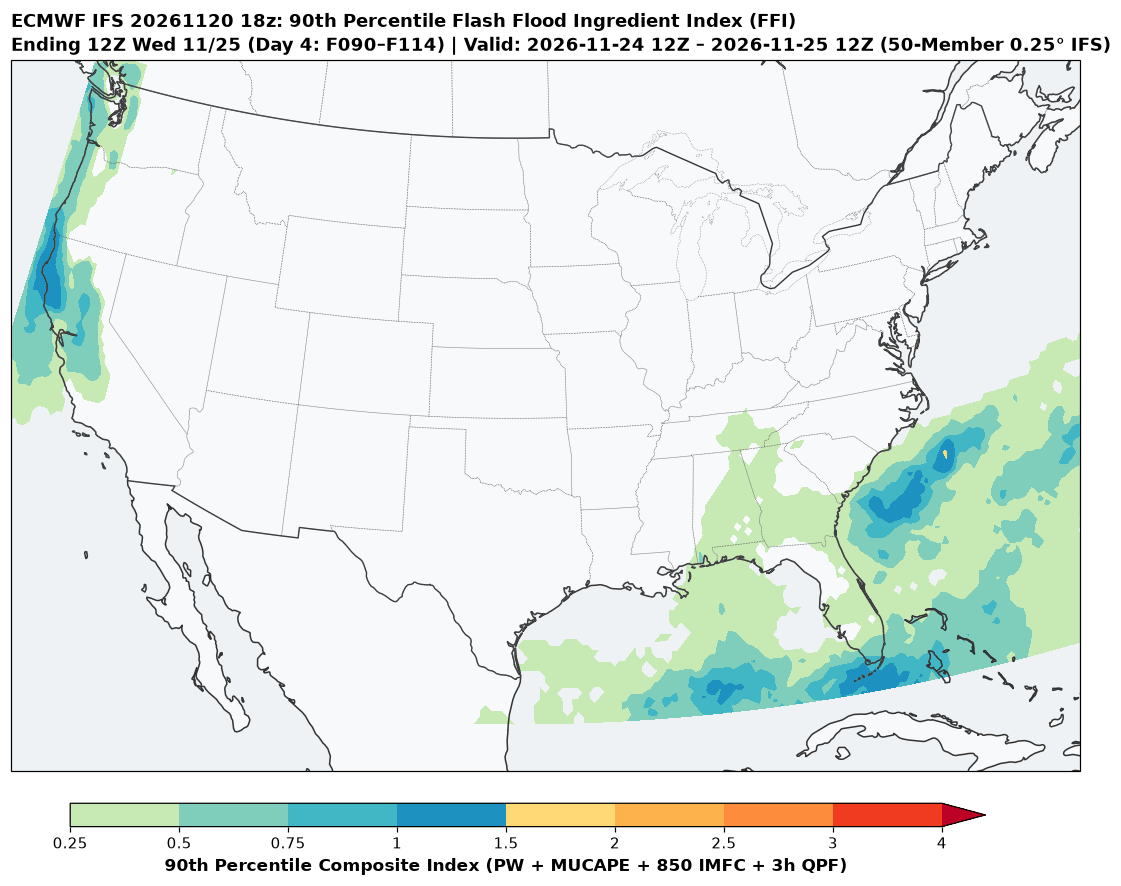 ECMWF IFS 20261120 18z: 90th Percentile Flash Flood Ingredient Index (FFI)
Ending 12Z Wed 11/25 (Day 4: F090–F114) | Valid: 2026-11-24 12Z – 2026-11-25 12Z (50-Member 0.25° IFS)
0.25 0.5 0.75 1 1.5 2 2.5 3 4
90th Percentile Composite Index (PW + MUCAPE + 850 IMFC + 3h QPF)